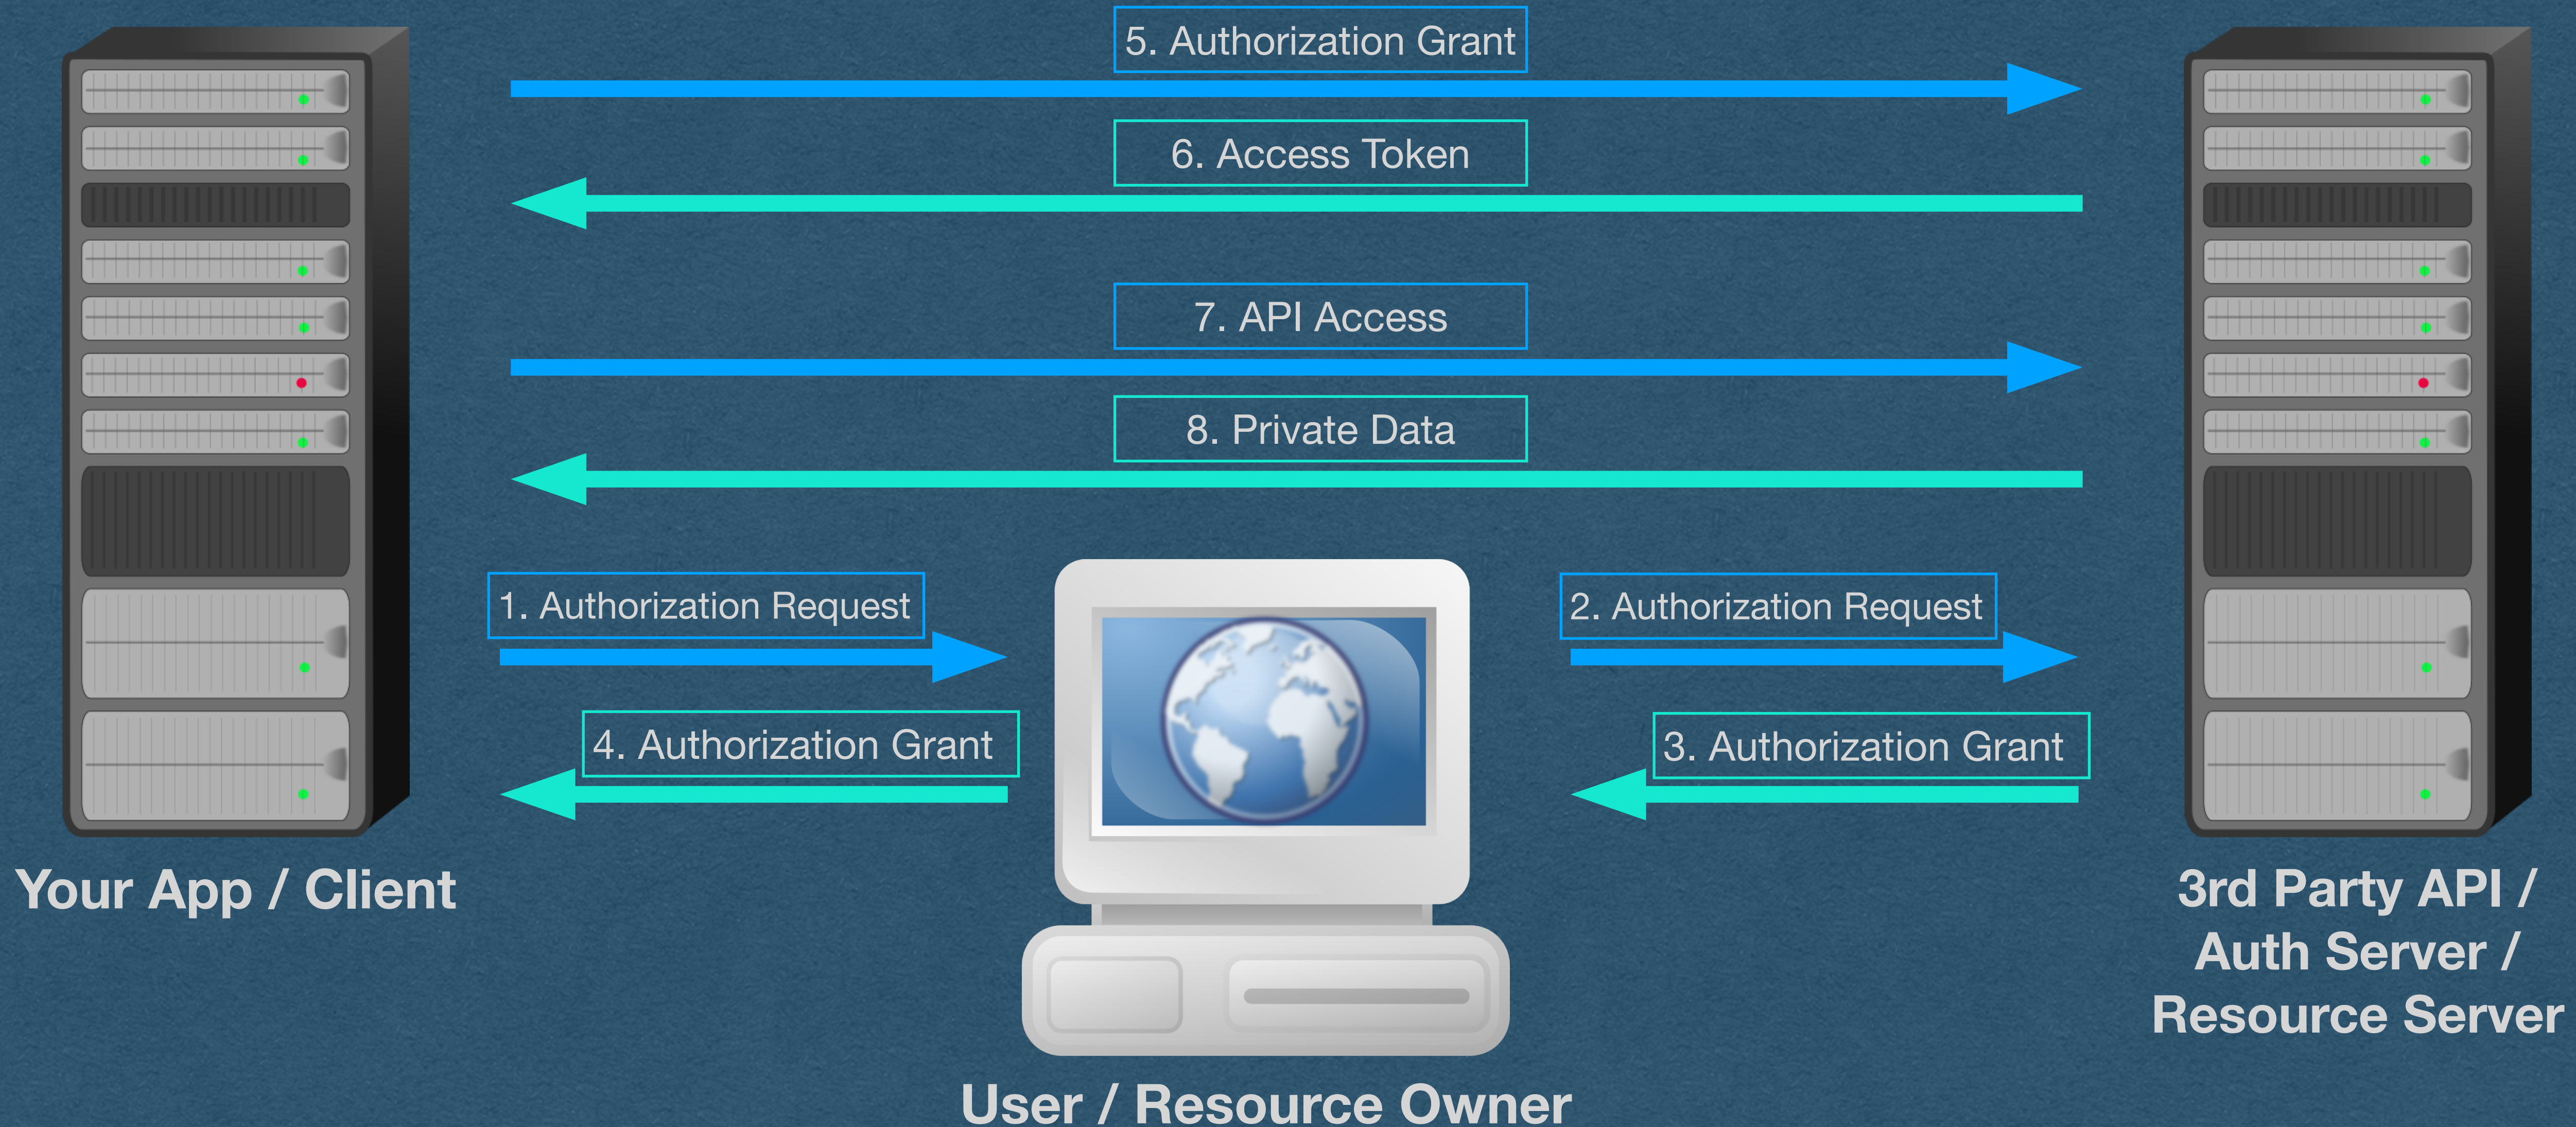 5. Authorization Grant
6. Access Token
7. API Access
8. Private Data
1. Authorization Request
2. Authorization Request
4. Authorization Grant
3. Authorization Grant
Your App / Client
3rd Party API /
Auth Server /
Resource Server
User / Resource Owner